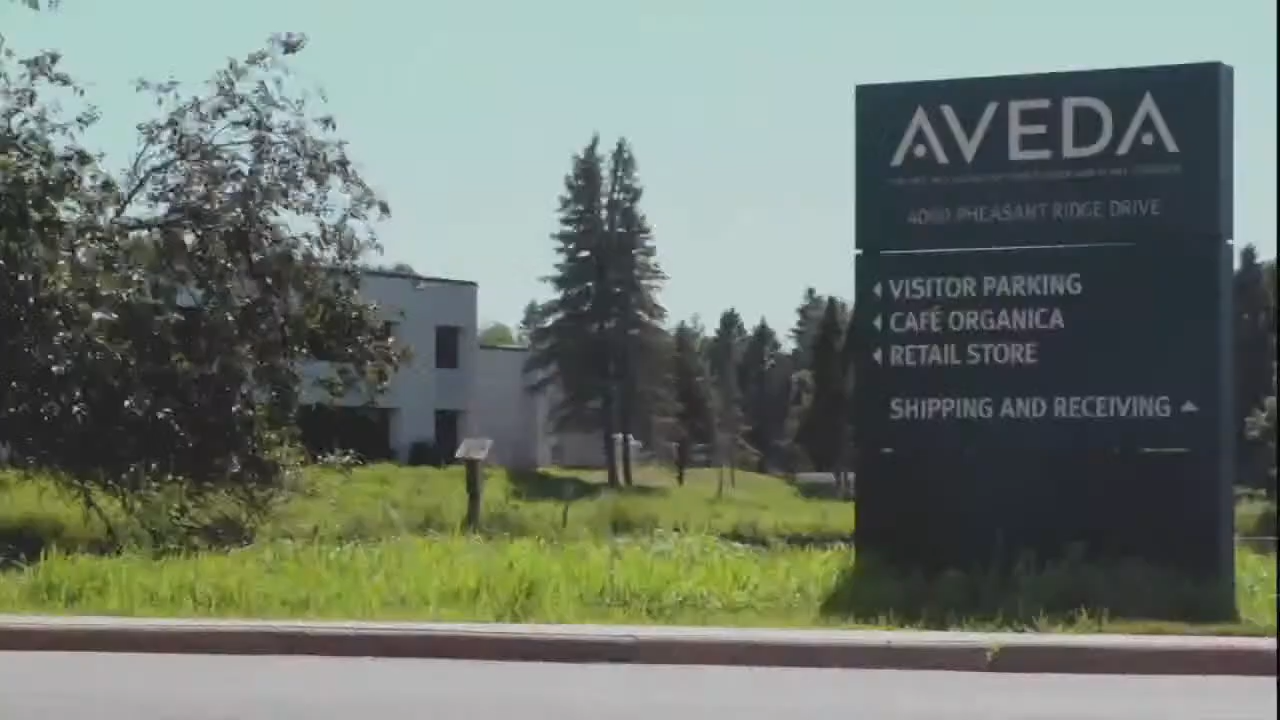 AVEDA
4000 PHEASANT RIDGE DRIVE
VISITOR PARKING
CAFÉ ORGANICA
RETAIL STORE
SHIPPING AND RECEIVING